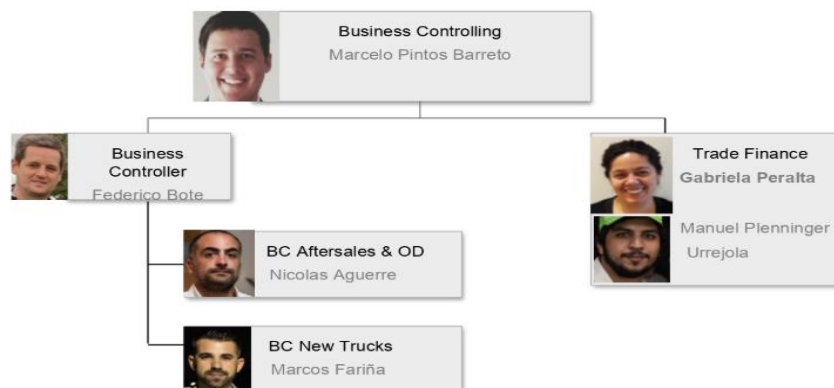 Business Controlling
Marcelo Pintos Barreto
Business
Controller
Federico Bote
Trade Finance
Gabriela Peralta
Manuel Plenninger
Urrejola
BC Aftersales & OD
Nicolas Aguerre
BC New Trucks
Marcos Fariña